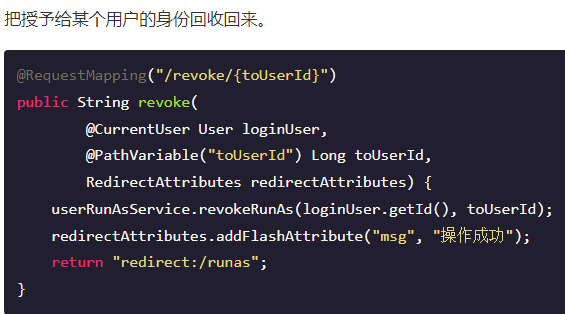 把授予给某个用户的身份回收回来。
@RequestMapping("/revoke/{toUserId}")
public String revoke(
        @CurrentUser User loginUser,
        @PathVariable("toUserId") Long toUserId,
        RedirectAttributes redirectAttributes) {
    userRunAsService.revokeRunAs(loginUser.getId(), toUserId);
    redirectAttributes.addFlashAttribute("msg", "操作成功");
    return "redirect:/runas";
}